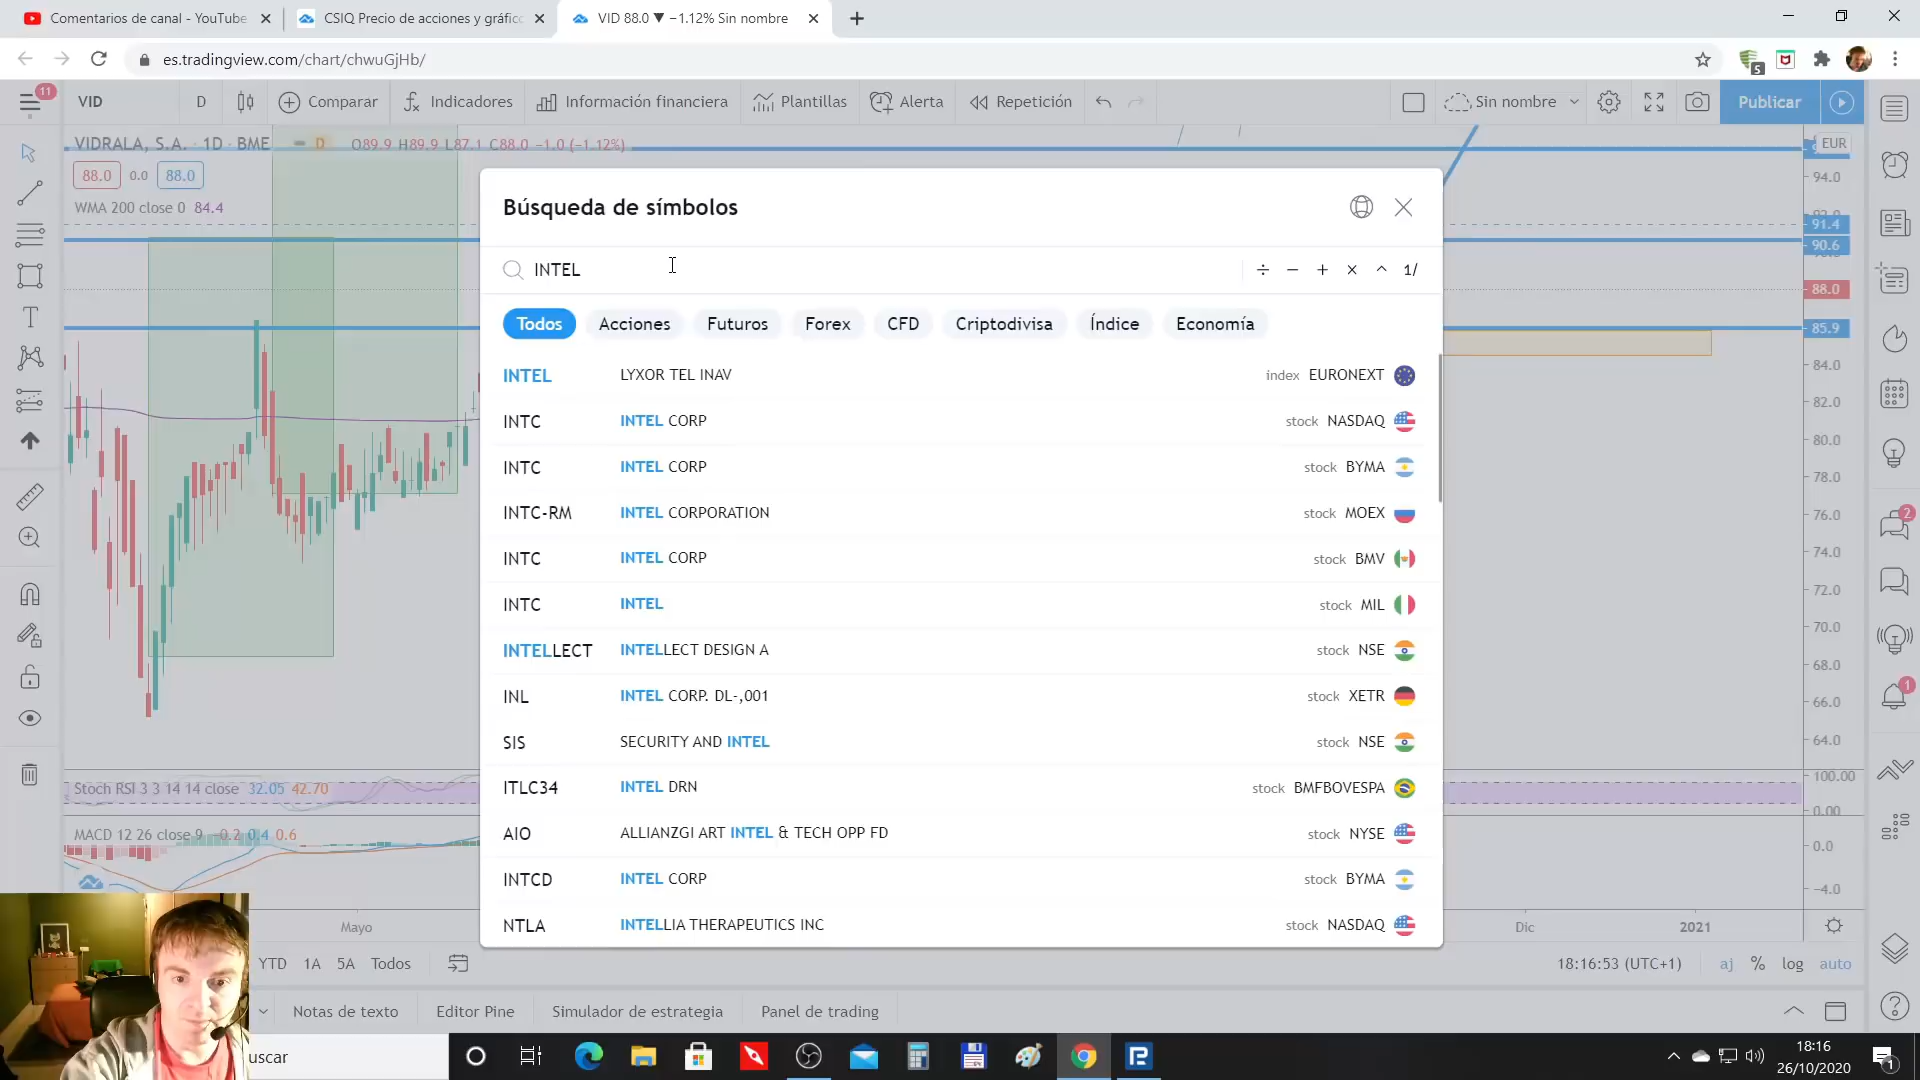 Comentarios de canal - YouTube
CSIQ Precio de acciones y gráfic
VID 88.0 ▼ −1.12% Sin nombre
es.tradingview.com/chart/chwuGjHb/
5
11
VID
D
Comparar
Indicadores
Información financiera
Plantillas
Alerta
Repetición
Sin nombre
Publicar
VIDRALA, S.A. · 1D · BME
D
O89.9 H89.9 L87.1 C88.0 −1.0 (−1.12%)
EUR
88.0
0.0
88.0
WMA 200 close 0 84.4
Búsqueda de símbolos
INTEL
÷ − + × ^ 1/
Todos
Acciones
Futuros
Forex
CFD
Criptodivisa
Índice
Economía
INTEL LYXOR TEL INAV index EURONEXT
INTC INTEL CORP stock NASDAQ
INTC INTEL CORP stock BYMA
INTC-RM INTEL CORPORATION stock MOEX
INTC INTEL CORP stock BMV
INTC INTEL stock MIL
INTELLECT INTELLECT DESIGN A stock NSE
INL INTEL CORP. DL-,001 stock XETR
SIS SECURITY AND INTEL stock NSE
ITLC34 INTEL DRN stock BMFBOVESPA
AIO ALLIANZGI ART INTEL & TECH OPP FD stock NYSE
INTCD INTEL CORP stock BYMA
NTLA INTELLIA THERAPEUTICS INC stock NASDAQ
94.0
91.4
90.6
88.0
85.9
84.0
82.0
80.0
78.0
76.0
74.0
72.0
70.0
68.0
66.0
64.0
100.00
0.00
0.0
−4.0
2
1
Stoch RSI 3 3 14 14 close 32.05 42.70
MACD 12 26 close 9 −0.2 0.4 0.6
Mayo
Dic
2021
YTD 1A 5A Todos
18:16:53 (UTC+1)
aj % log auto
Notas de texto
Editor Pine
Simulador de estrategia
Panel de trading
uscar
18:16
26/10/2020
1